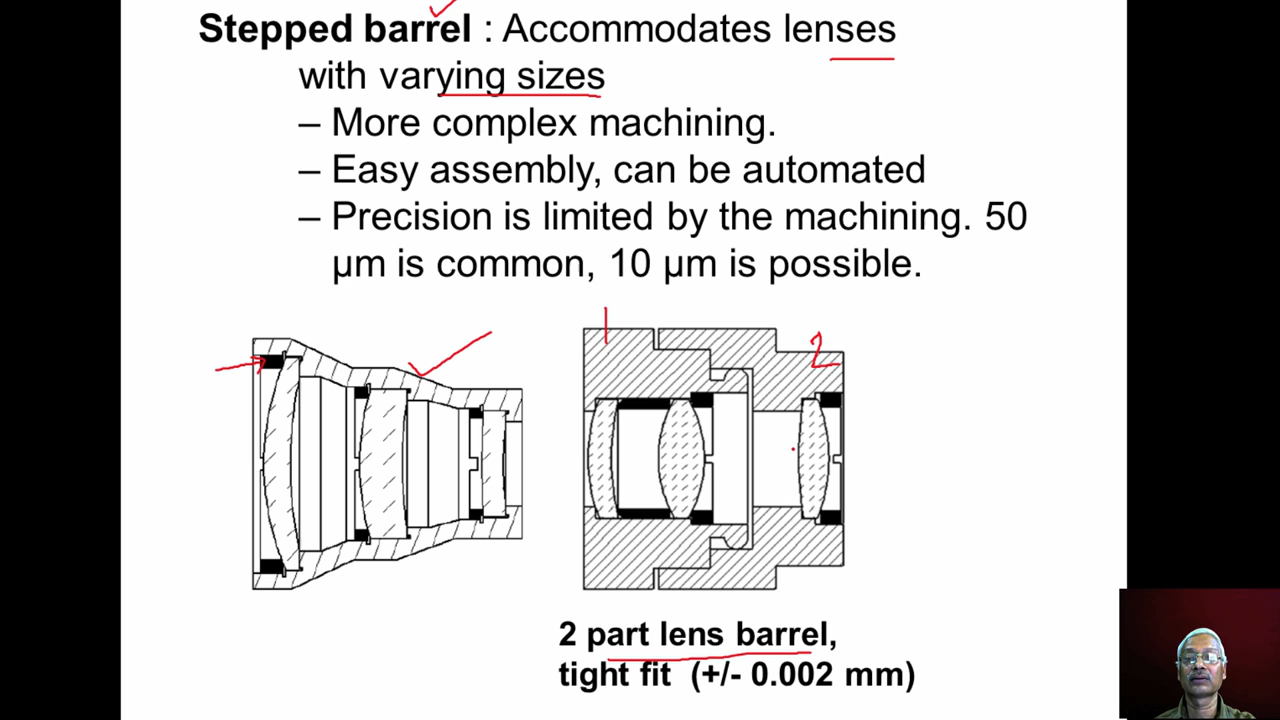 Stepped barrel : Accommodates lenses
with varying sizes
– More complex machining.
– Easy assembly, can be automated
– Precision is limited by the machining. 50
µm is common, 10 µm is possible.
1
2
2 part lens barrel,
tight fit (+/- 0.002 mm)